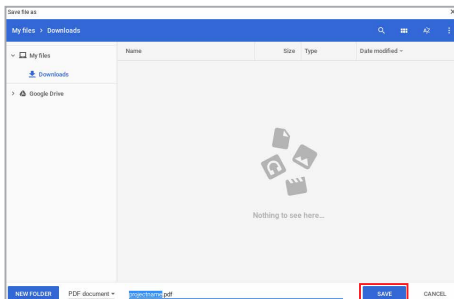 Save file as
My files > Downloads
AZ
Name Size Type Date modified
My files
Downloads
Google Drive
Nothing to see here...
NEW FOLDER PDF document projectname.pdf SAVE CANCEL